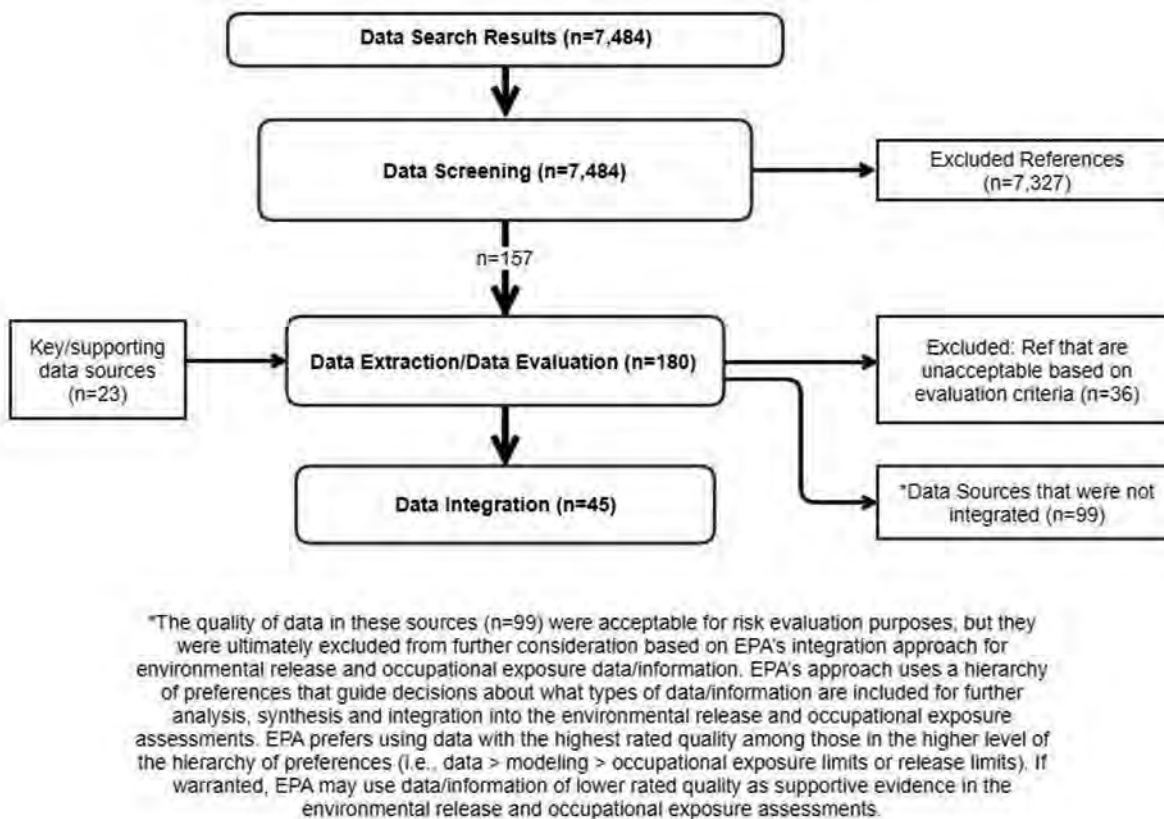 Data Search Results (n=7,484)
Data Screening (n=7,484)
Excluded References
(n=7,327)
n=157
Key/supporting
data sources
(n=23)
Data Extraction/Data Evaluation (n=180)
Excluded: Ref that are
unacceptable based on
evaluation criteria (n=36)
Data Integration (n=45)
*Data Sources that were not
integrated (n=99)
*The quality of data in these sources (n=99) were acceptable for risk evaluation purposes, but they
were ultimately excluded from further consideration based on EPA's integration approach for
environmental release and occupational exposure data/information. EPA's approach uses a hierarchy
of preferences that guide decisions about what types of data/information are included for further
analysis, synthesis and integration into the environmental release and occupational exposure
assessments. EPA prefers using data with the highest rated quality among those in the higher level of
the hierarchy of preferences (i.e., data > modeling > occupational exposure limits or release limits). If
warranted, EPA may use data/information of lower rated quality as supportive evidence in the
environmental release and occupational exposure assessments.